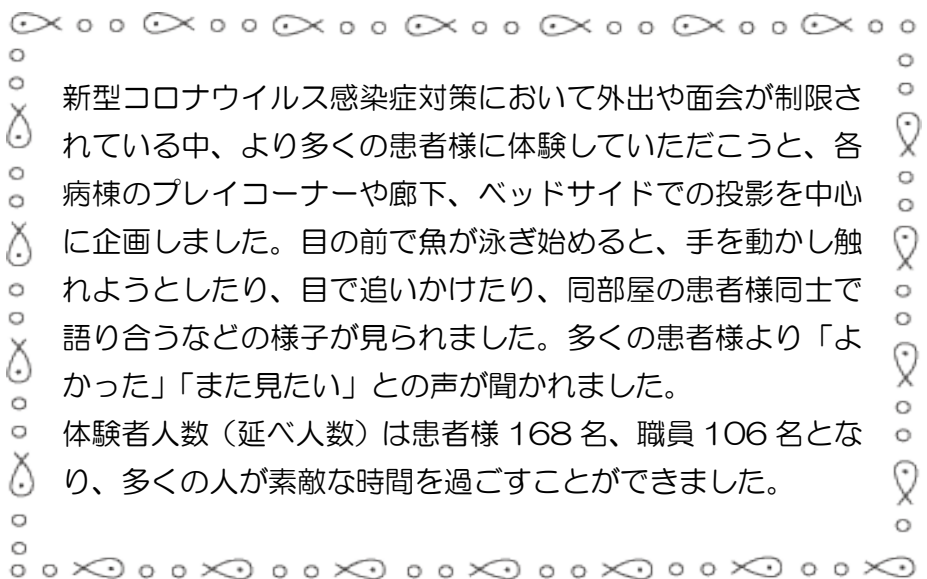 新型コロナウイルス感染症対策において外出や面会が制限さ
れている中、より多くの患者様に体験していただこうと、各
病棟のプレイコーナーや廊下、ベッドサイドでの投影を中心
に企画しました。目の前で魚が泳ぎ始めると、手を動かし触
れようとしたり、目で追いかけたり、同部屋の患者様同士で
語り合うなどの様子が見られました。多くの患者様より「よ
かった」「また見たい」との声が聞かれました。
体験者人数（延べ人数）は患者様 168 名、職員 106 名とな
り、多くの人が素敵な時間を過ごすことができました。